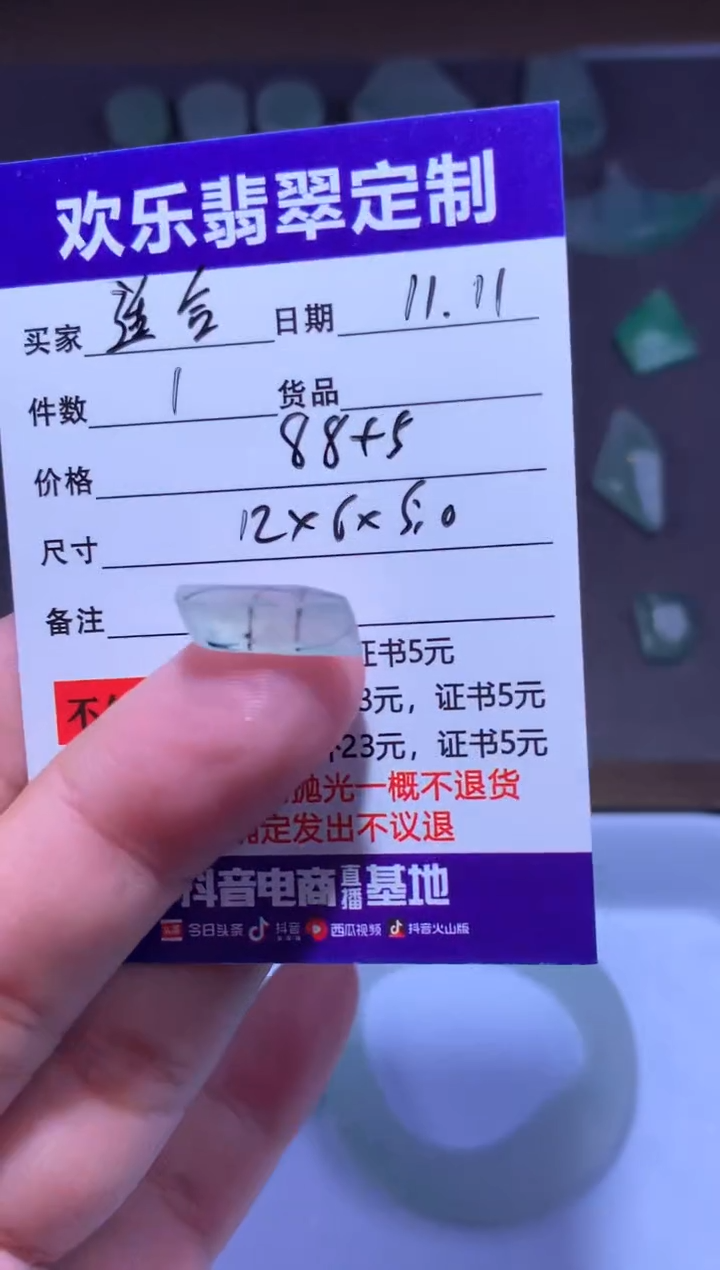 欢乐翡翠定制
买家 莲合 日期 11.11
件数 1 货品
价格 88+5
尺寸 12x6x5.0
备注
证书5元
3元，证书5元
23元，证书5元
抛光一概不退货
定发出不议退
抖音电商直播基地
今日头条 抖音 西瓜视频 抖音火山版